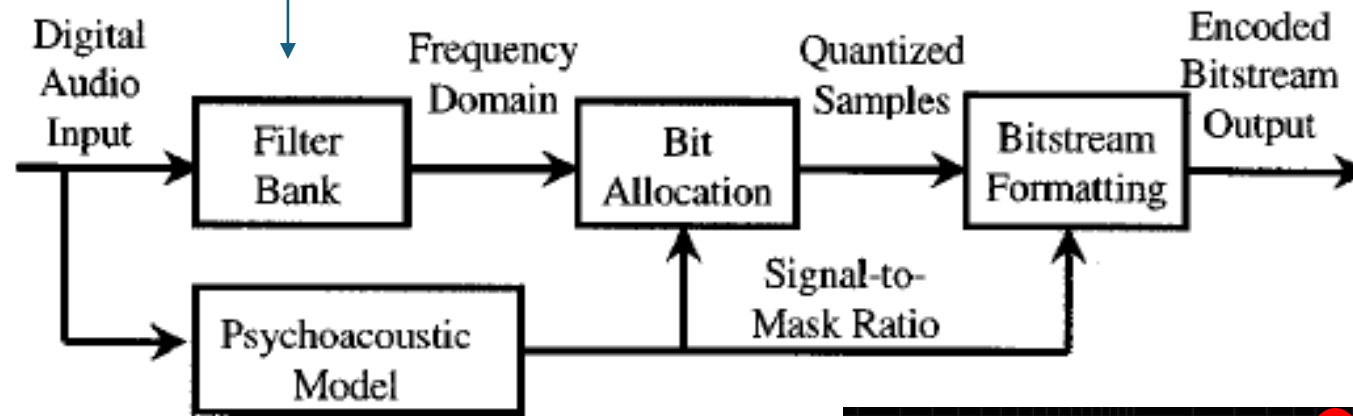 Digital
Audio
Input
Filter
Bank
Frequency
Domain
Bit
Allocation
Quantized
Samples
Bitstream
Formatting
Encoded
Bitstream
Output
Psychoacoustic
Model
Signal-to-
Mask Ratio